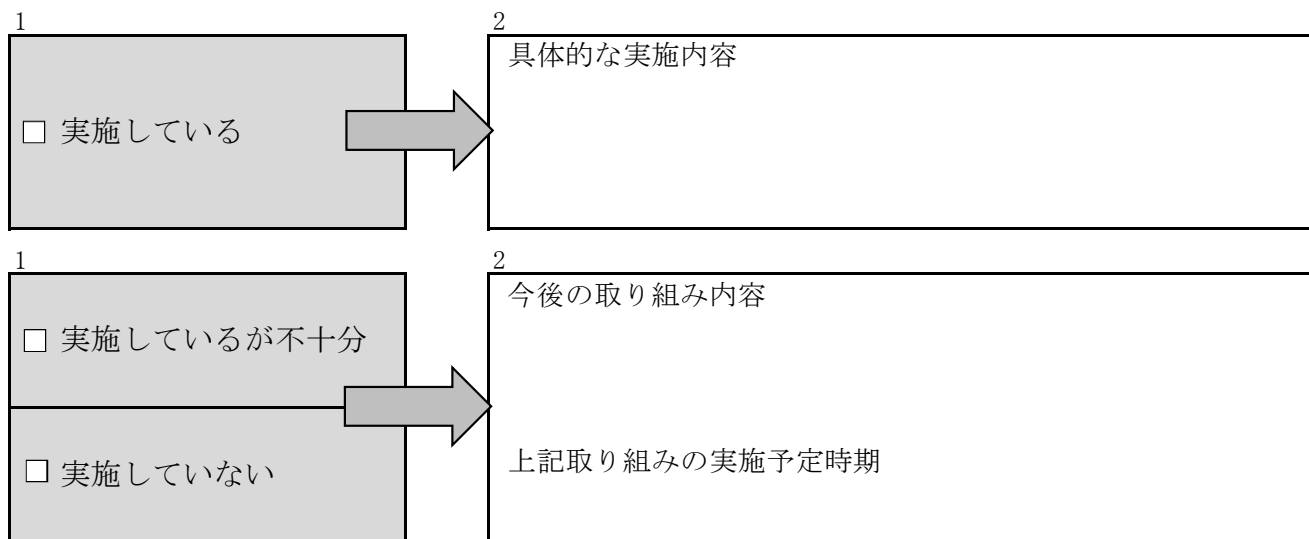 1
2
□ 実施している
具体的な実施内容
1
2
□ 実施しているが不十分
今後の取り組み内容
□ 実施していない
上記取り組みの実施予定時期